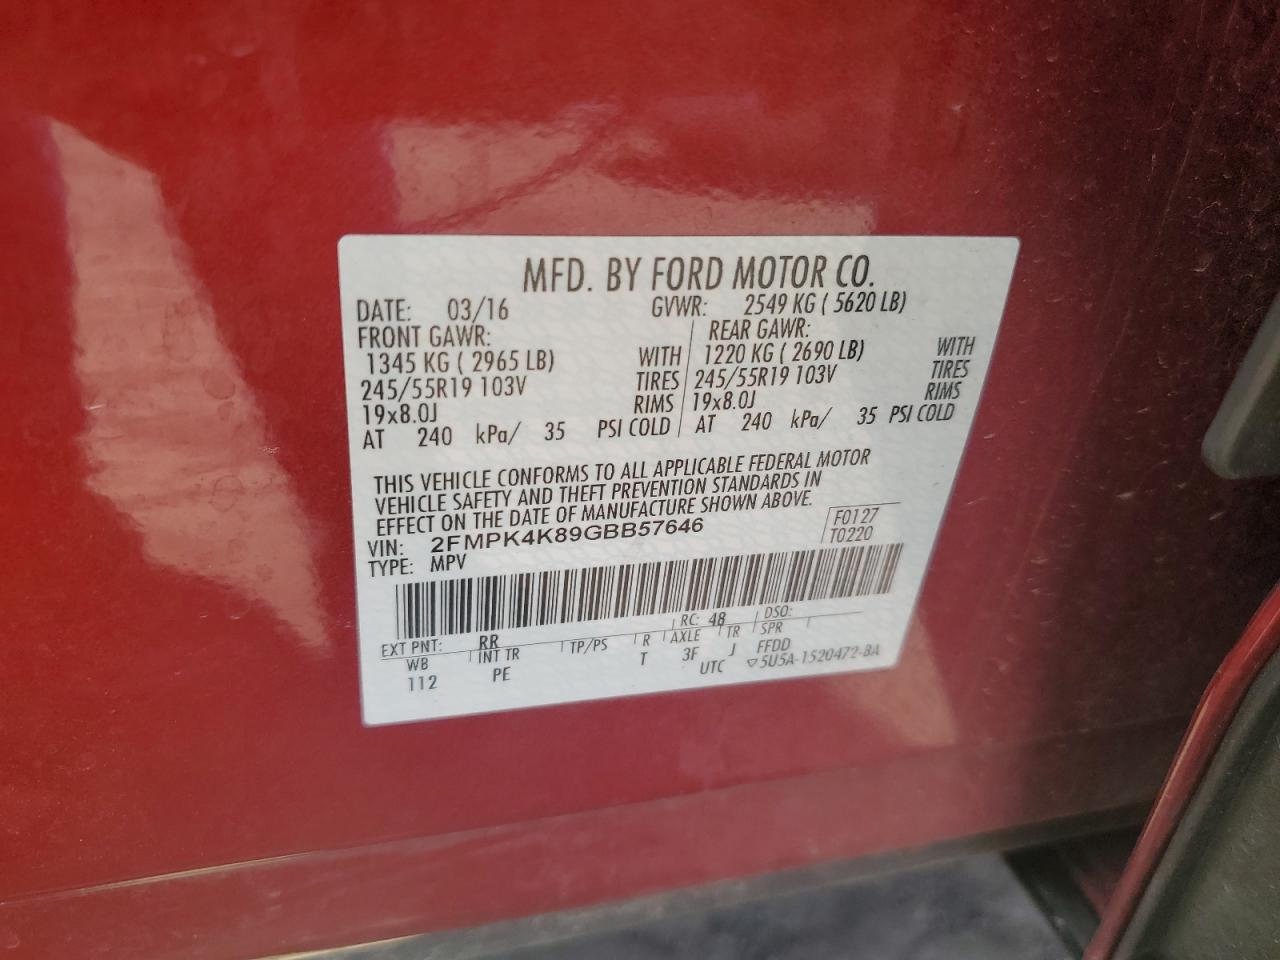 MFD. BY FORD MOTOR CO.
DATE: 03/16 GVWR: 2549 KG ( 5620 LB)
FRONT GAWR: REAR GAWR:
1345 KG ( 2965 LB) WITH 1220 KG ( 2690 LB) WITH
245/55R19 103V TIRES 245/55R19 103V TIRES
19x8.0J RIMS 19x8.0J RIMS
AT 240 kPa/ 35 PSI COLD AT 240 kPa/ 35 PSI COLD
THIS VEHICLE CONFORMS TO ALL APPLICABLE FEDERAL MOTOR
VEHICLE SAFETY AND THEFT PREVENTION STANDARDS IN
EFFECT ON THE DATE OF MANUFACTURE SHOWN ABOVE.
VIN: 2FMPK4K89GBB57646 F0127
TYPE: MPV T0220
EXT PNT: RR RC: 48 DSO:
WB INT TR TP/PS R AXLE TR SPR
112 PE T 3F J FFDD
UTC ▽5U5A-1520472-BA